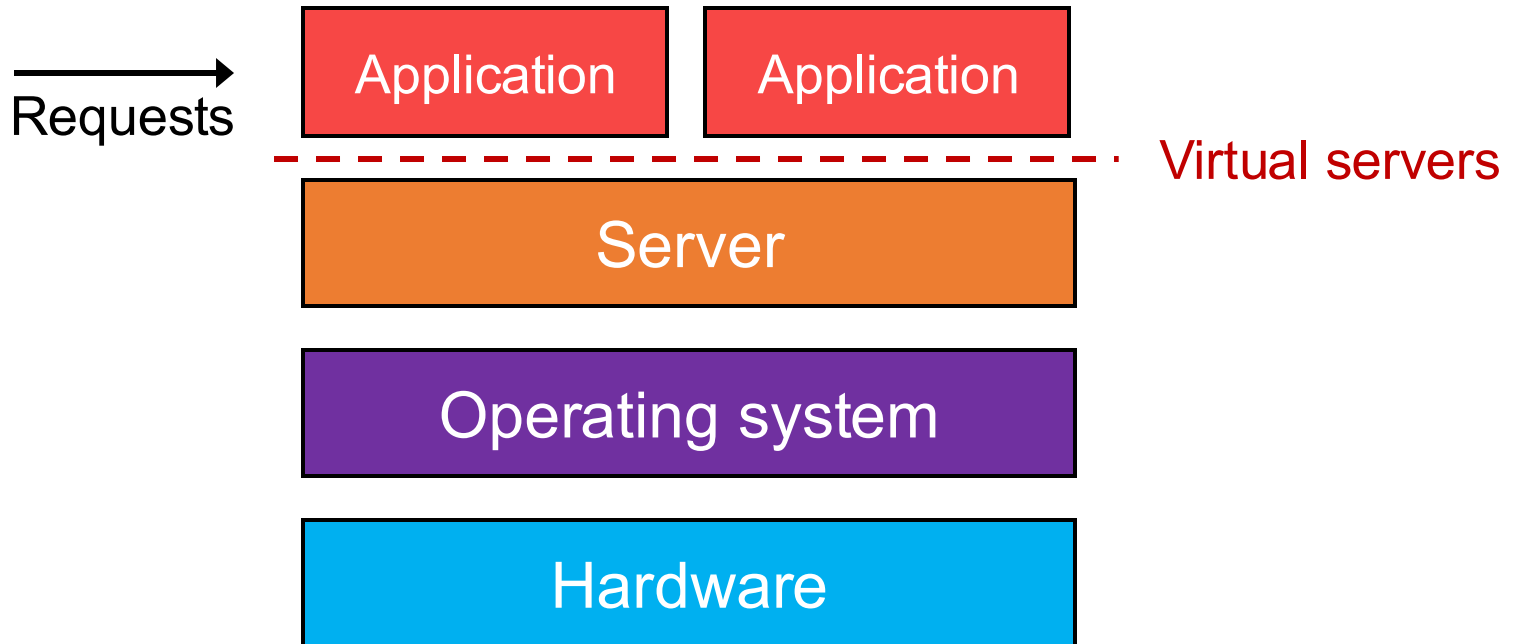 Application
Application
Requests
Virtual servers
Server
Operating system
Hardware